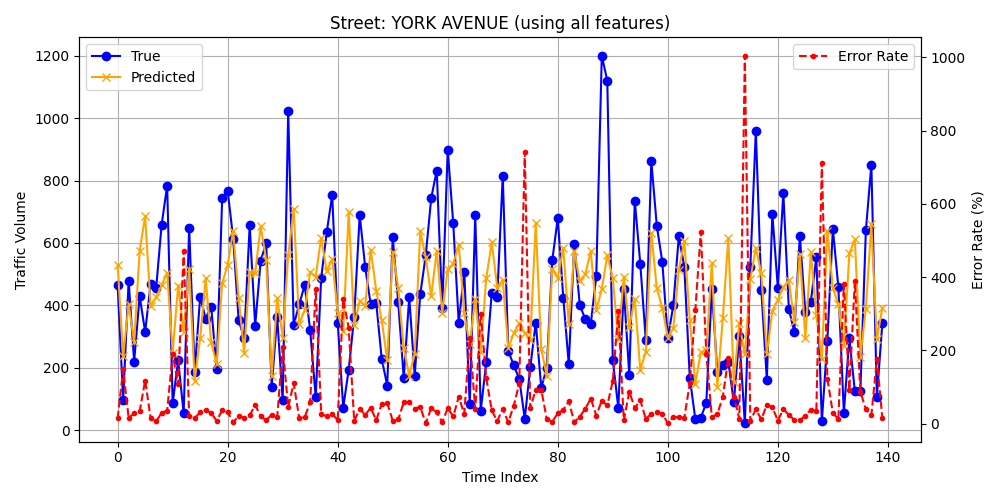 Street: YORK AVENUE (using all features)
True
Predicted
Error Rate
Traffic Volume
1200
1000
800
600
400
200
0
1000
800
600
400
200
0
Error Rate (%)
0 20 40 60 80 100 120 140
Time Index